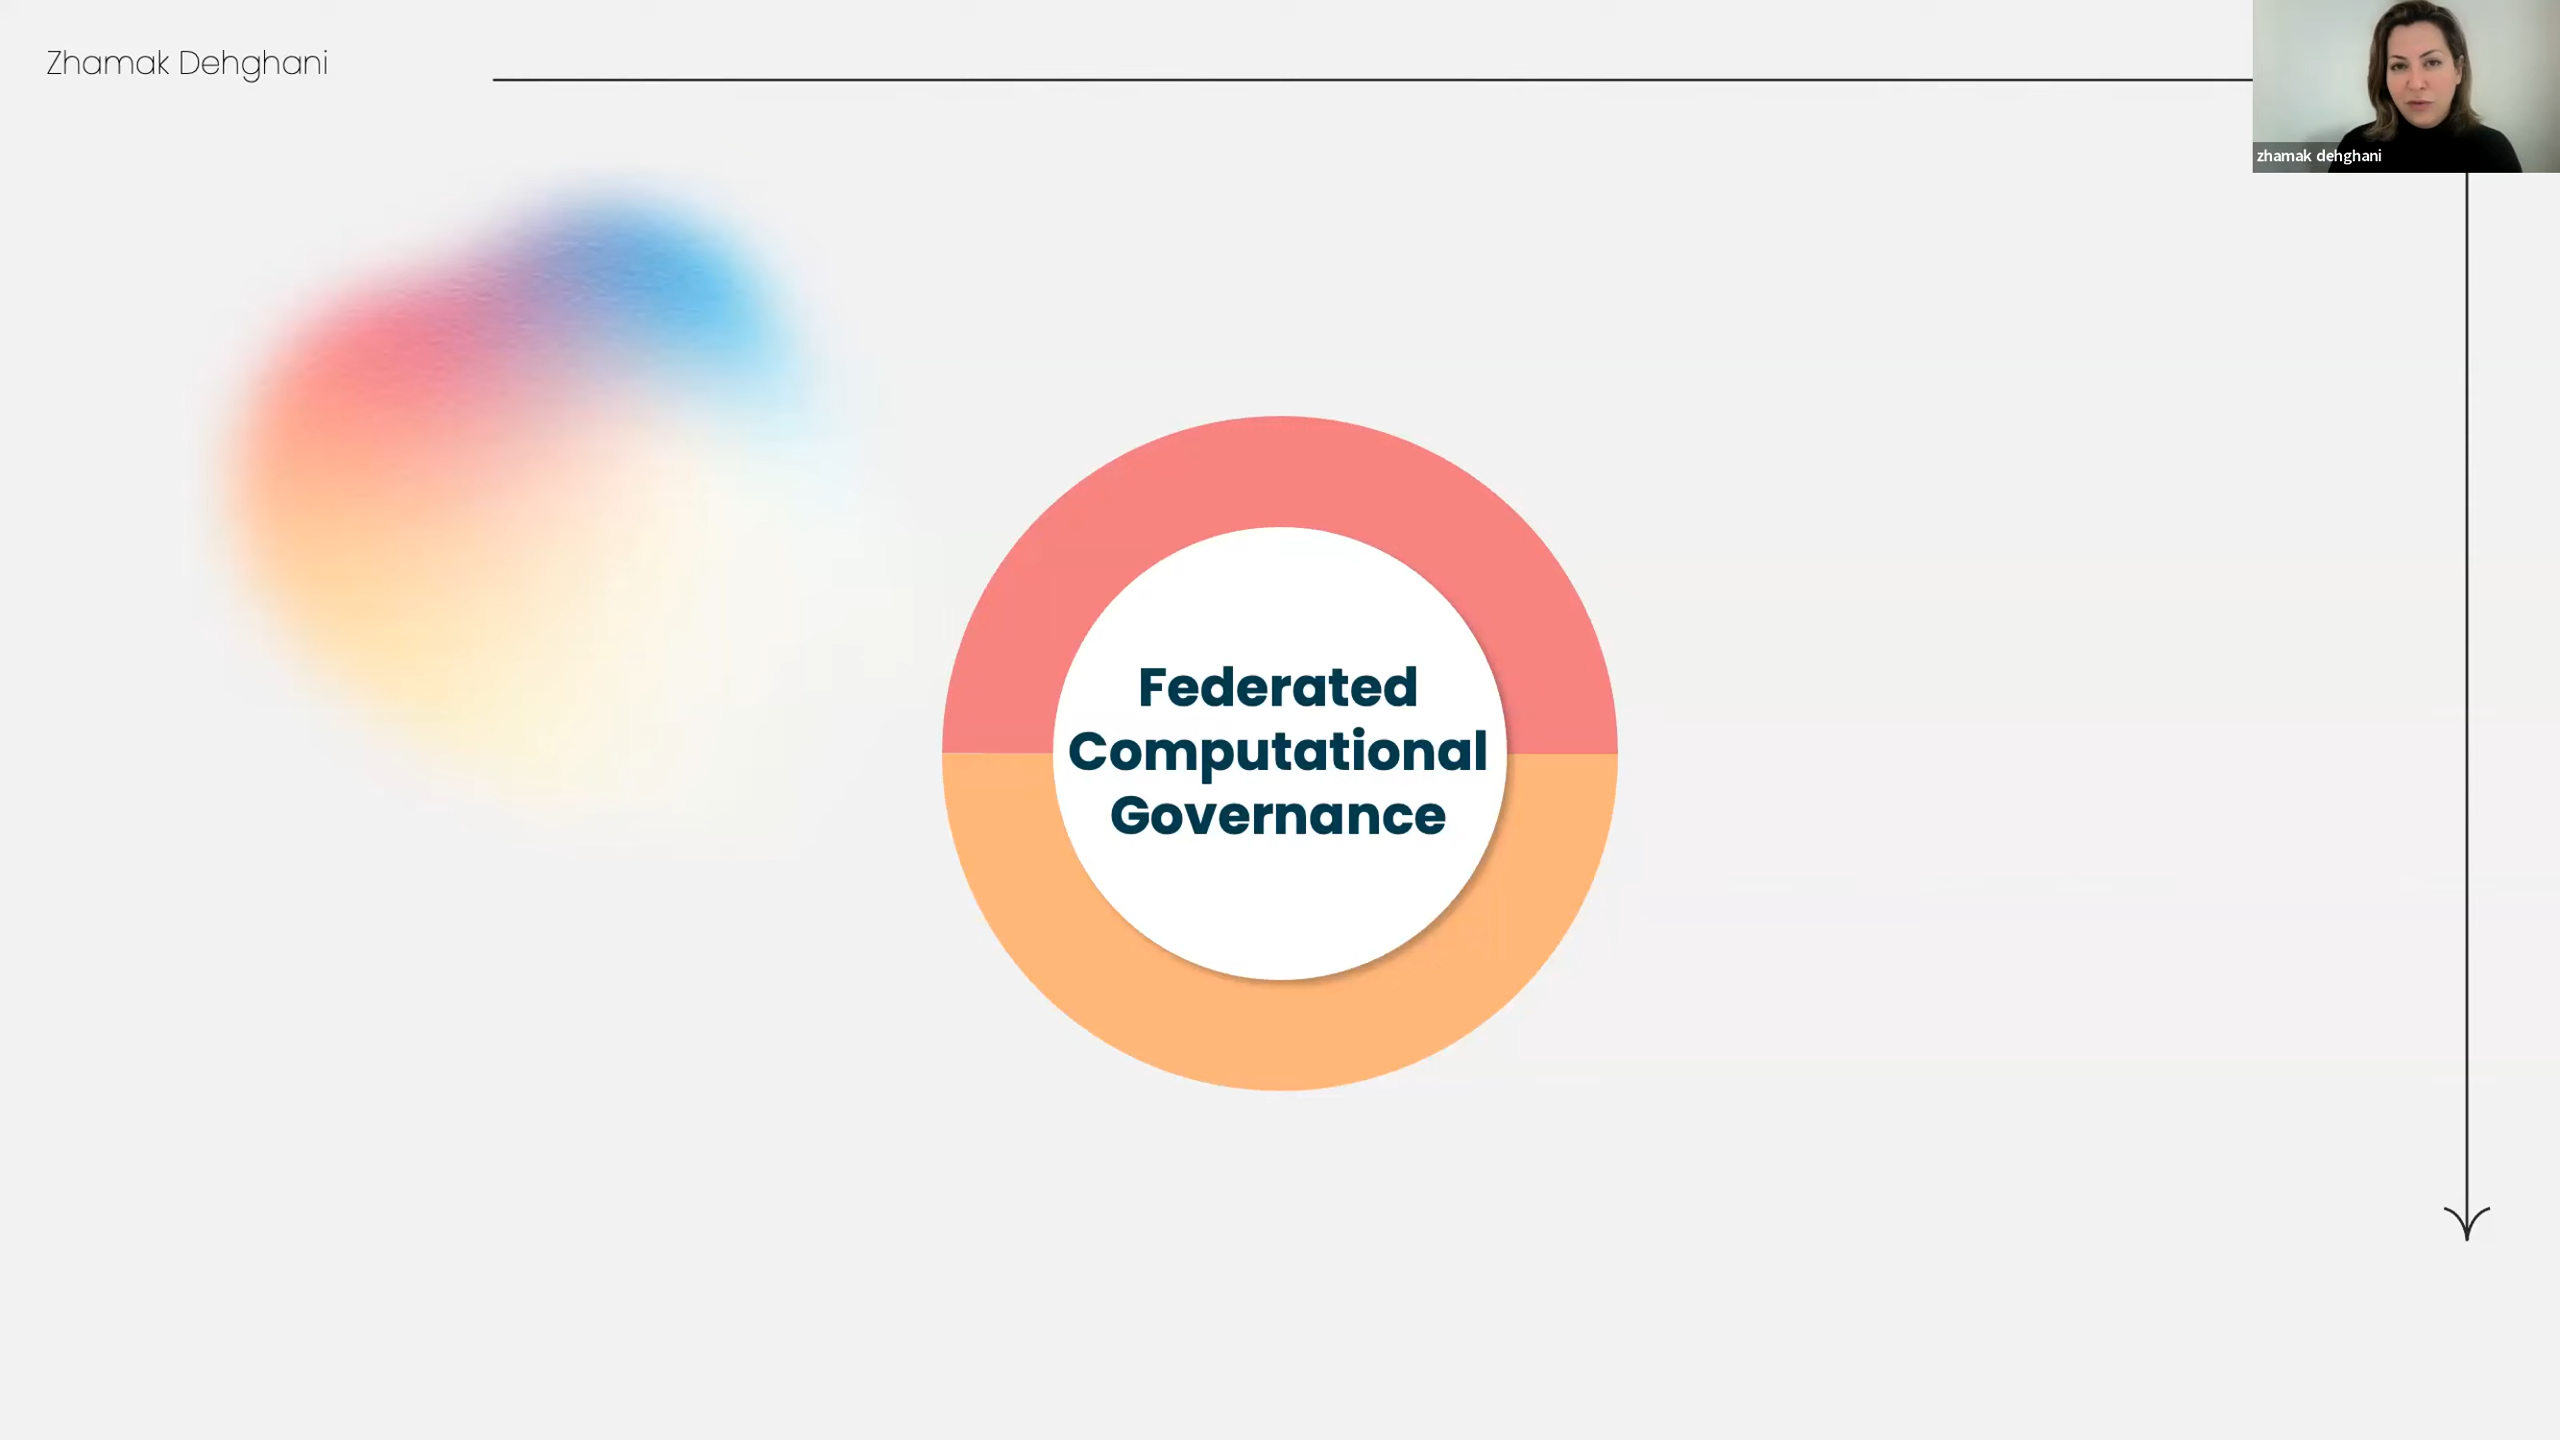 Zhamak Dehghani
zhamak dehghani
Federated
Computational
Governance